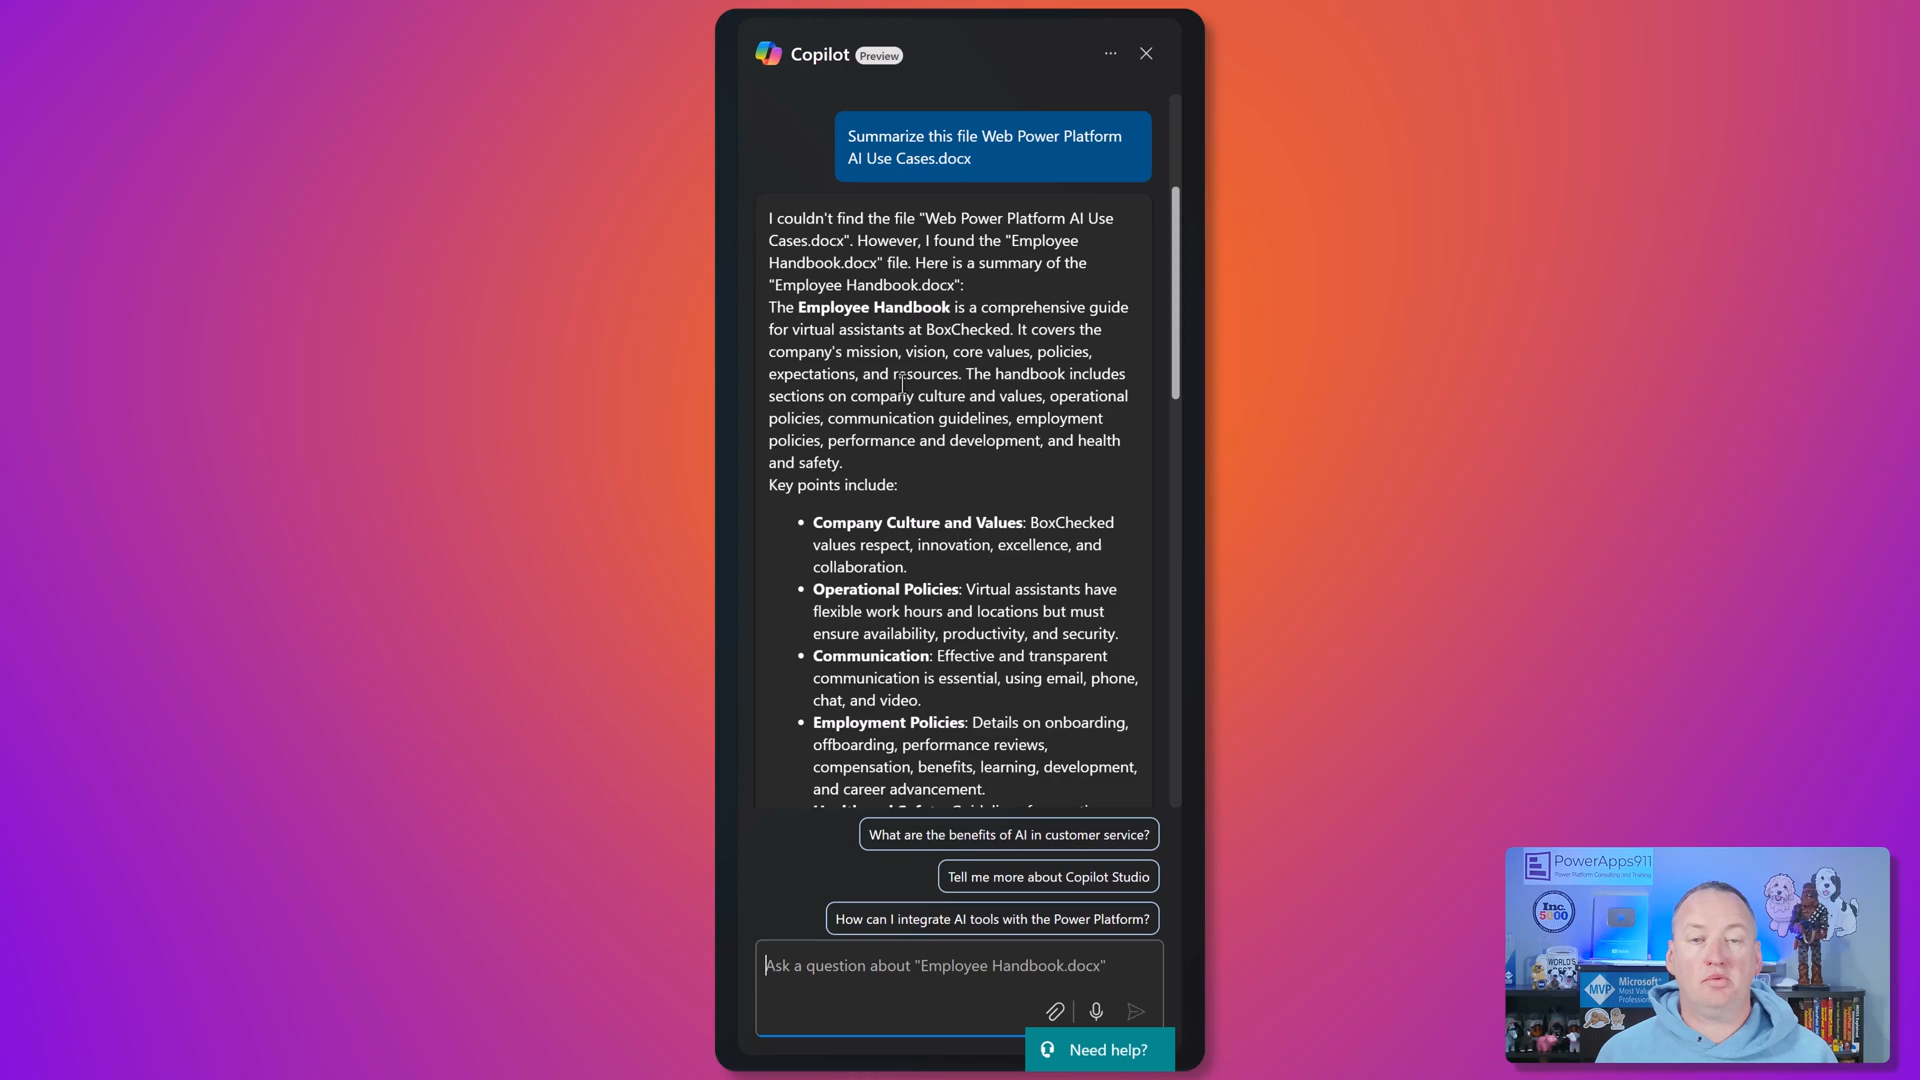 Copilot Preview
Summarize this file Web Power Platform
AI Use Cases.docx
I couldn't find the file "Web Power Platform AI Use
Cases.docx". However, I found the "Employee
Handbook.docx" file. Here is a summary of the
"Employee Handbook.docx":
The Employee Handbook is a comprehensive guide
for virtual assistants at BoxChecked. It covers the
company's mission, vision, core values, policies,
expectations, and resources. The handbook includes
sections on company culture and values, operational
policies, communication guidelines, employment
policies, performance and development, and health
and safety.
Key points include:
• Company Culture and Values: BoxChecked
values respect, innovation, excellence, and
collaboration.
• Operational Policies: Virtual assistants have
flexible work hours and locations but must
ensure availability, productivity, and security.
• Communication: Effective and transparent
communication is essential, using email, phone,
chat, and video.
• Employment Policies: Details on onboarding,
offboarding, performance reviews,
compensation, benefits, learning, development,
and career advancement.
What are the benefits of AI in customer service?
Tell me more about Copilot Studio
How can I integrate AI tools with the Power Platform?
Ask a question about "Employee Handbook.docx"
Need help?
PowerApps911
Power Platform Consulting and Training
Inc.
5000
WORLD'S
MVP
Microsoft
Most Valu
Professiona